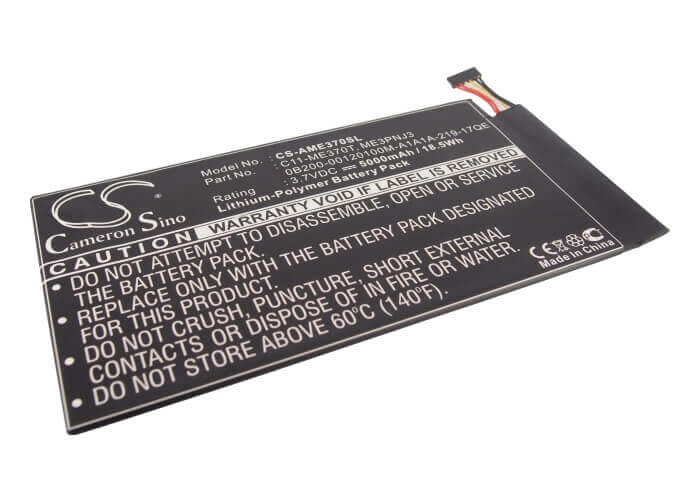 CS
Cameron Sino
CS-AME370SL
Cell No. : C11-ME370T, ME3PNJ3
Part No. : 0B200-00120100M-A1A1A-219-17QE
Rating : 3.7VDC ⎓ 5000mAh / 18.5Wh
Lithium-Polymer Battery Pack
CAUTION WARRANTY VOID IF LABEL REMOVED
DO NOT ATTEMPT TO DISASSEMBLE, OPEN OR SERVICE
THE BATTERY PACK.
REPLACE ONLY WITH THE BATTERY PACK DESIGNATED
FOR THIS PRODUCT.
DO NOT CRUSH, PUNCTURE, SHORT EXTERNAL
CONTACTS OR DISPOSE OF IN FIRE OR WATER.
DO NOT STORE ABOVE 60°C (140°F).
CE
Made in China